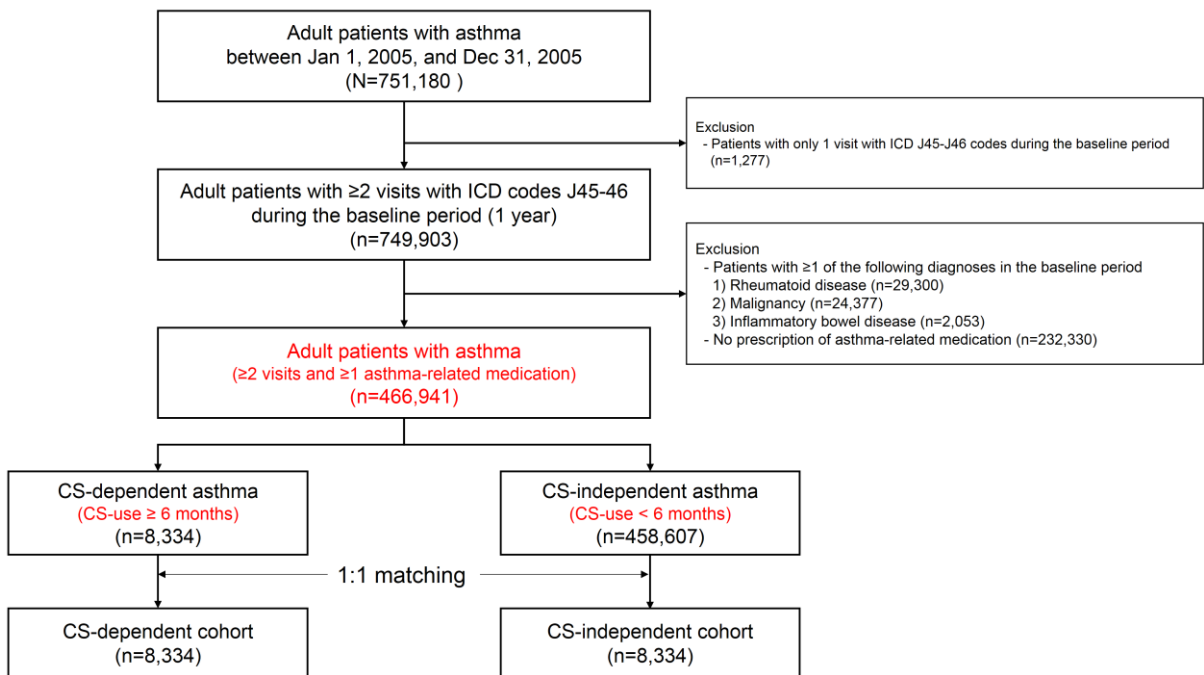 Adult patients with asthma
between Jan 1, 2005, and Dec 31, 2005
(N=751,180 )
Exclusion
- Patients with only 1 visit with ICD J45-J46 codes during the baseline period
(n=1,277)
Adult patients with ≥2 visits with ICD codes J45-46
during the baseline period (1 year)
(n=749,903)
Exclusion
- Patients with ≥1 of the following diagnoses in the baseline period
1) Rheumatoid disease (n=29,300)
2) Malignancy (n=24,377)
3) Inflammatory bowel disease (n=2,053)
- No prescription of asthma-related medication (n=232,330)
Adult patients with asthma
(≥2 visits and ≥1 asthma-related medication)
(n=466,941)
CS-dependent asthma
(CS-use ≥ 6 months)
(n=8,334)
CS-independent asthma
(CS-use < 6 months)
(n=458,607)
1:1 matching
CS-dependent cohort
(n=8,334)
CS-independent cohort
(n=8,334)